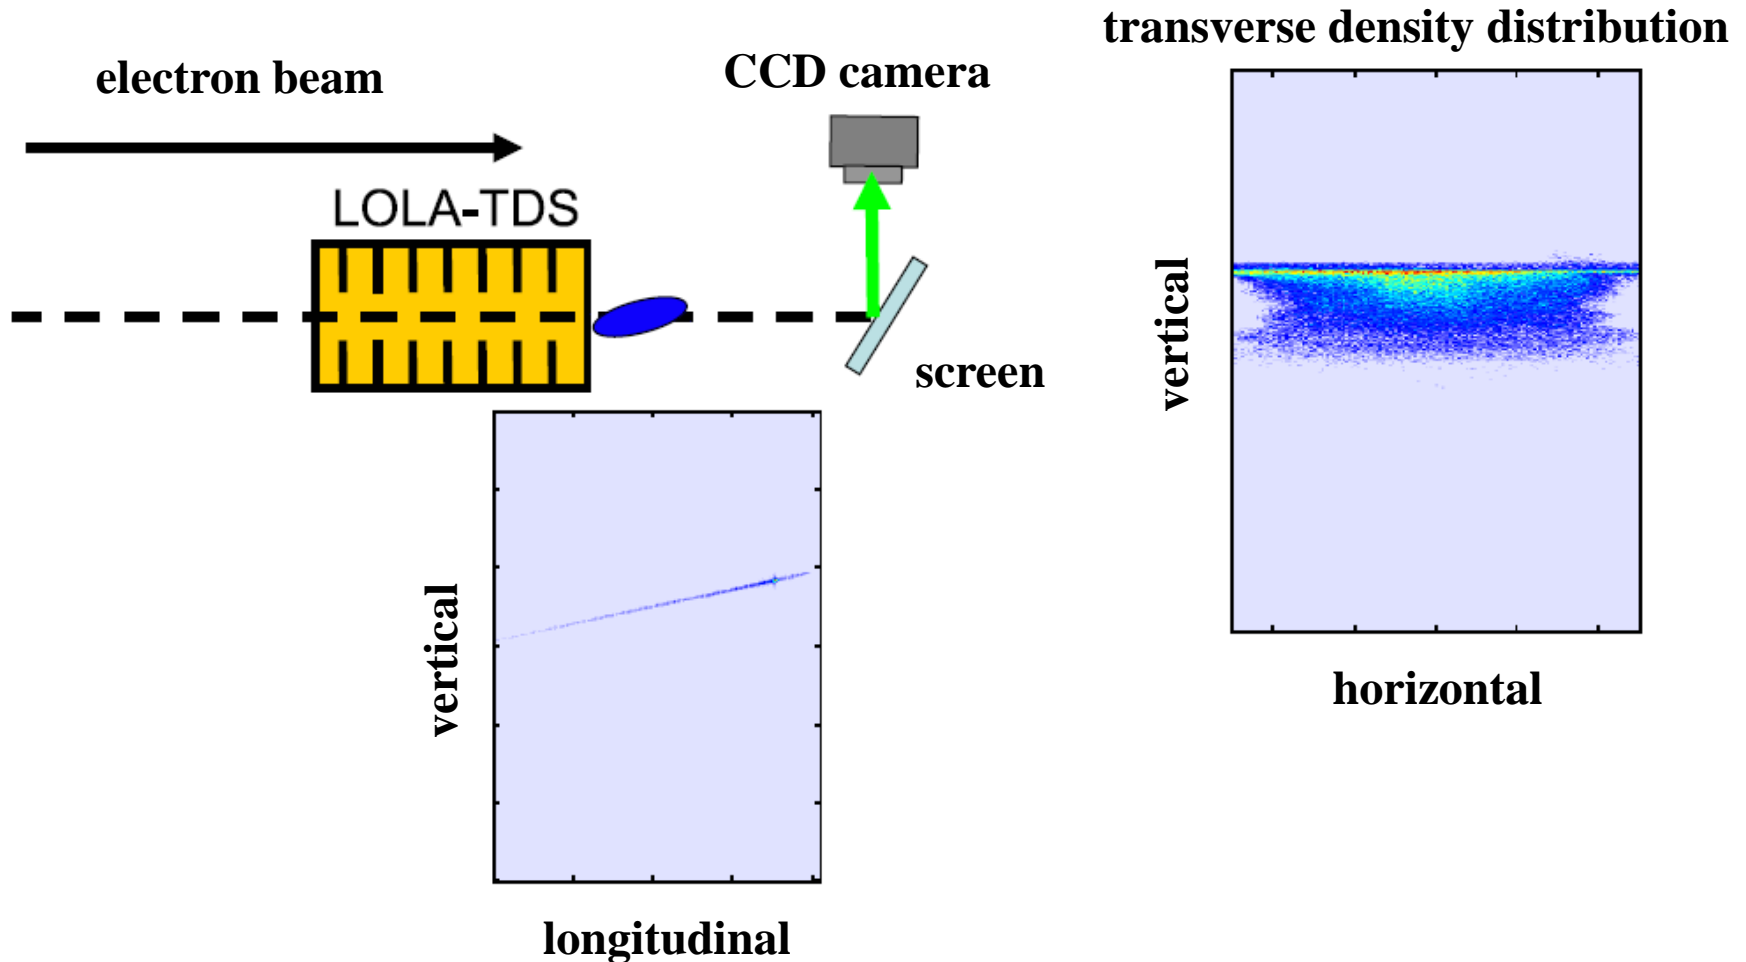 transverse density distribution
electron beam
CCD camera
LOLA-TDS
vertical
screen
horizontal
vertical
longitudinal